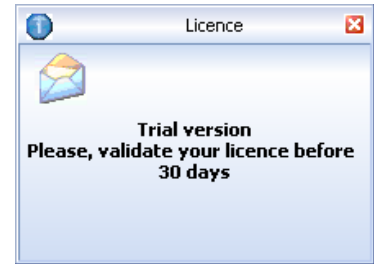 Licence
Trial version
Please, validate your licence before
30 days